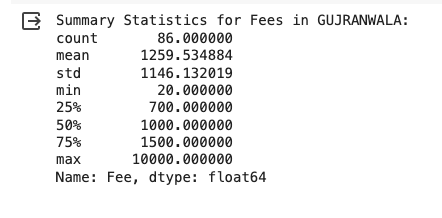 Summary Statistics for Fees in GUJRANWALA:
count 86.000000
mean 1259.534884
std 1146.132019
min 20.000000
25% 700.000000
50% 1000.000000
75% 1500.000000
max 10000.000000
Name: Fee, dtype: float64